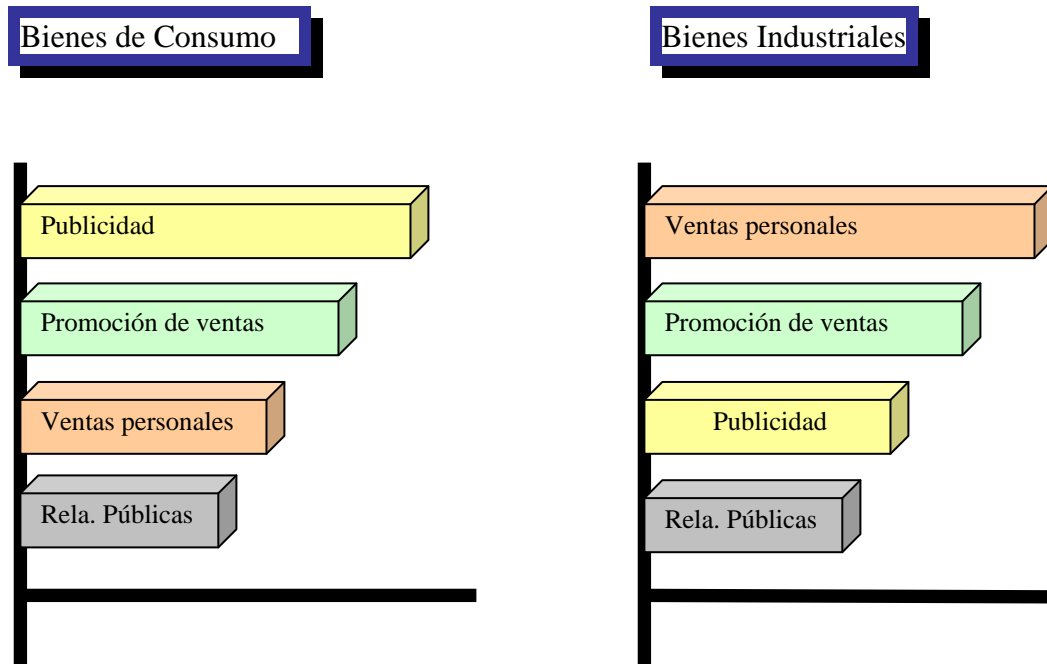 Bienes de Consumo
Publicidad
Promoción de ventas
Ventas personales
Rela. Públicas
Bienes Industriales
Ventas personales
Promoción de ventas
Publicidad
Rela. Públicas